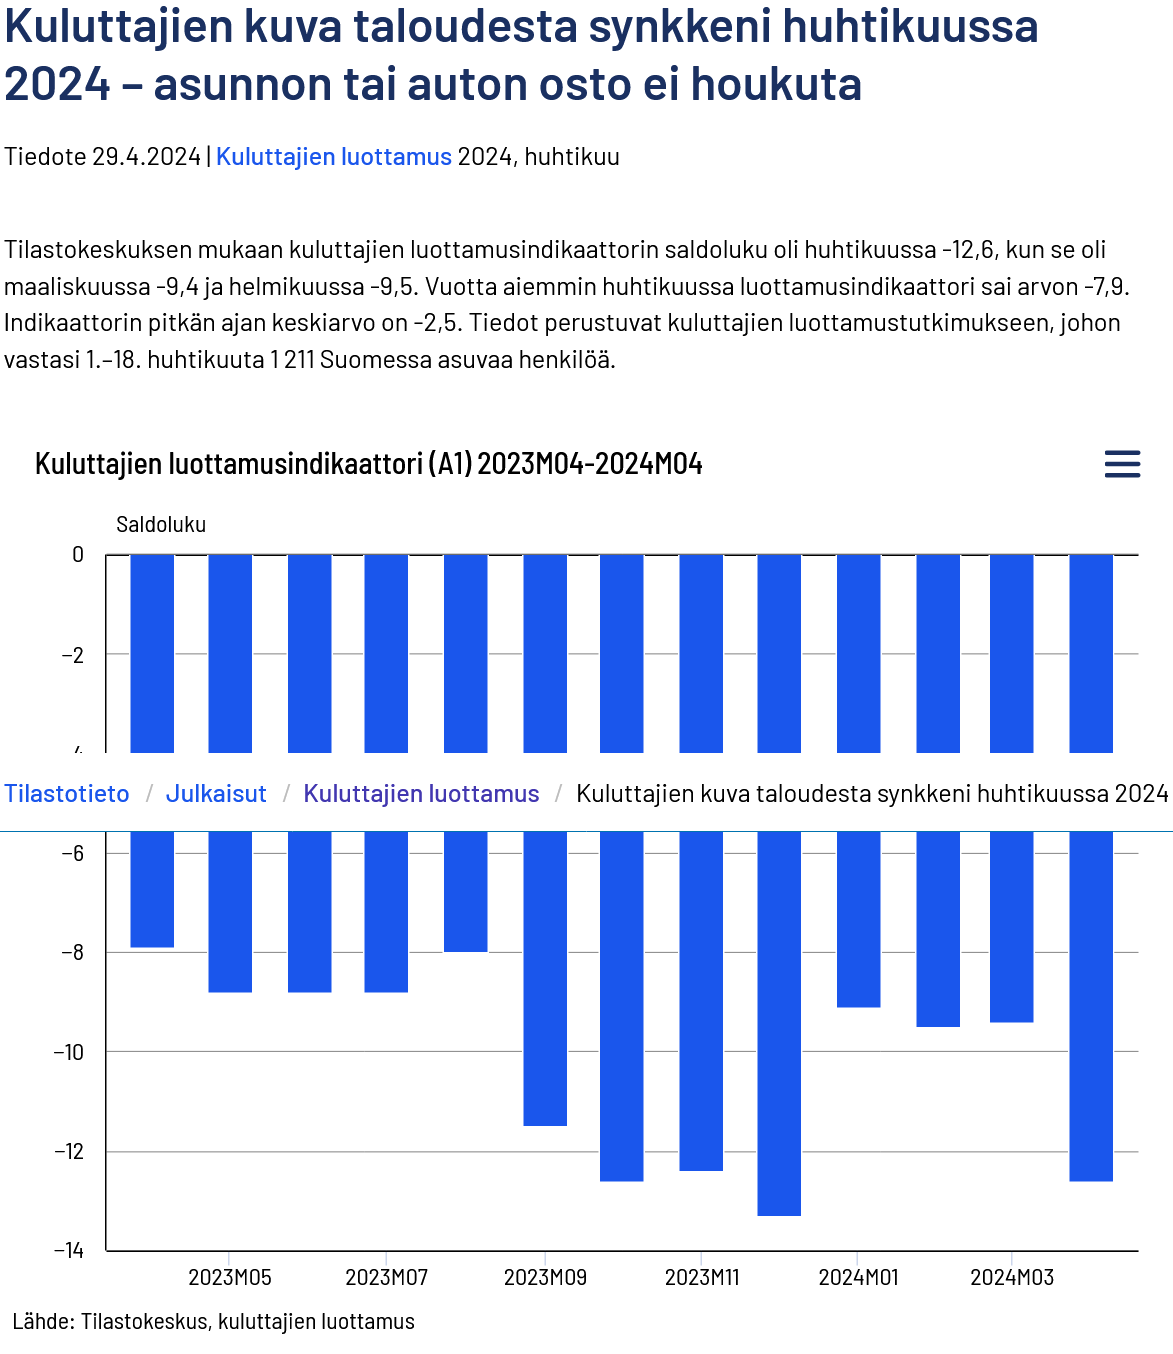 Kuluttajien kuva taloudesta synkkeni huhtikuussa
2024 – asunnon tai auton osto ei houkuta
Tiedote 29.4.2024 | Kuluttajien luottamus 2024, huhtikuu
Tilastokeskuksen mukaan kuluttajien luottamusindikaattorin saldoluku oli huhtikuussa -12,6, kun se oli
maaliskuussa -9,4 ja helmikuussa -9,5. Vuotta aiemmin huhtikuussa luottamusindikaattori sai arvon -7,9.
Indikaattorin pitkän ajan keskiarvo on -2,5. Tiedot perustuvat kuluttajien luottamustutkimukseen, johon
vastasi 1.–18. huhtikuuta 1 211 Suomessa asuvaa henkilöä.
Kuluttajien luottamusindikaattori (A1) 2023M04-2024M04
Saldoluku
0
−2
Tilastotieto / Julkaisut / Kuluttajien luottamus / Kuluttajien kuva taloudesta synkkeni huhtikuussa 2024
−6
−8
−10
−12
−14
2023M05 2023M07 2023M09 2023M11 2024M01 2024M03
Lähde: Tilastokeskus, kuluttajien luottamus